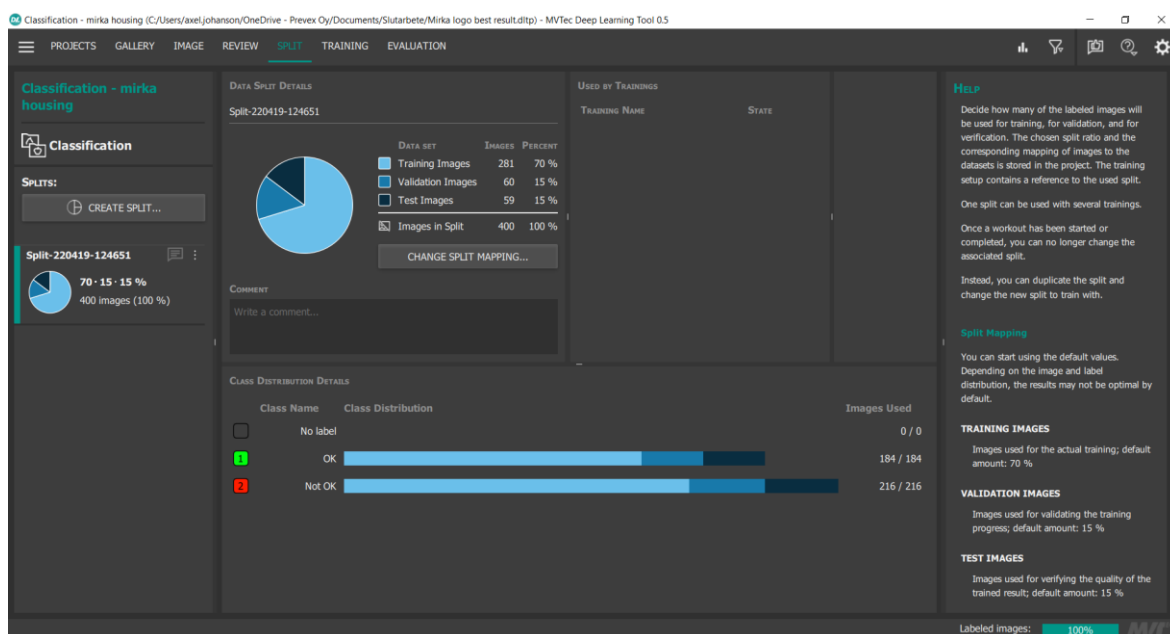 Classification - mirka housing (C:/Users/axel.johanson/OneDrive - Prevex Oy/Documents/Slutarbete/Mirka logo best result.dltp) - MVTec Deep Learning Tool 0.5
PROJECTS GALLERY IMAGE REVIEW SPLIT TRAINING EVALUATION
Classification - mirka
housing
Classification
SPLITS:
CREATE SPLIT...
Split-220419-124651
70 · 15 · 15 %
400 images (100 %)
DATA SPLIT DETAILS
Split-220419-124651
DATA SET IMAGES PERCENT
Training Images 281 70 %
Validation Images 60 15 %
Test Images 59 15 %
Images in Split 400 100 %
CHANGE SPLIT MAPPING...
COMMENT
Write a comment...
USED BY TRAININGS
TRAINING NAME STATE
CLASS DISTRIBUTION DETAILS
Class Name Class Distribution Images Used
No label 0 / 0
1 OK 184 / 184
2 Not OK 216 / 216
HELP
Decide how many of the labeled images will
be used for training, for validation, and for
verification. The chosen split ratio and the
corresponding mapping of images to the
datasets is stored in the project. The training
setup contains a reference to the used split.
One split can be used with several trainings.
Once a workout has been started or
completed, you can no longer change the
associated split.
Instead, you can duplicate the split and
change the new split to train with.
Split Mapping
You can start using the default values.
Depending on the image and label
distribution, the results may not be optimal by
default.
TRAINING IMAGES
Images used for the actual training; default
amount: 70 %
VALIDATION IMAGES
Images used for validating the training
progress; default amount: 15 %
TEST IMAGES
Images used for verifying the quality of the
trained result; default amount: 15 %
Labeled images: 100%